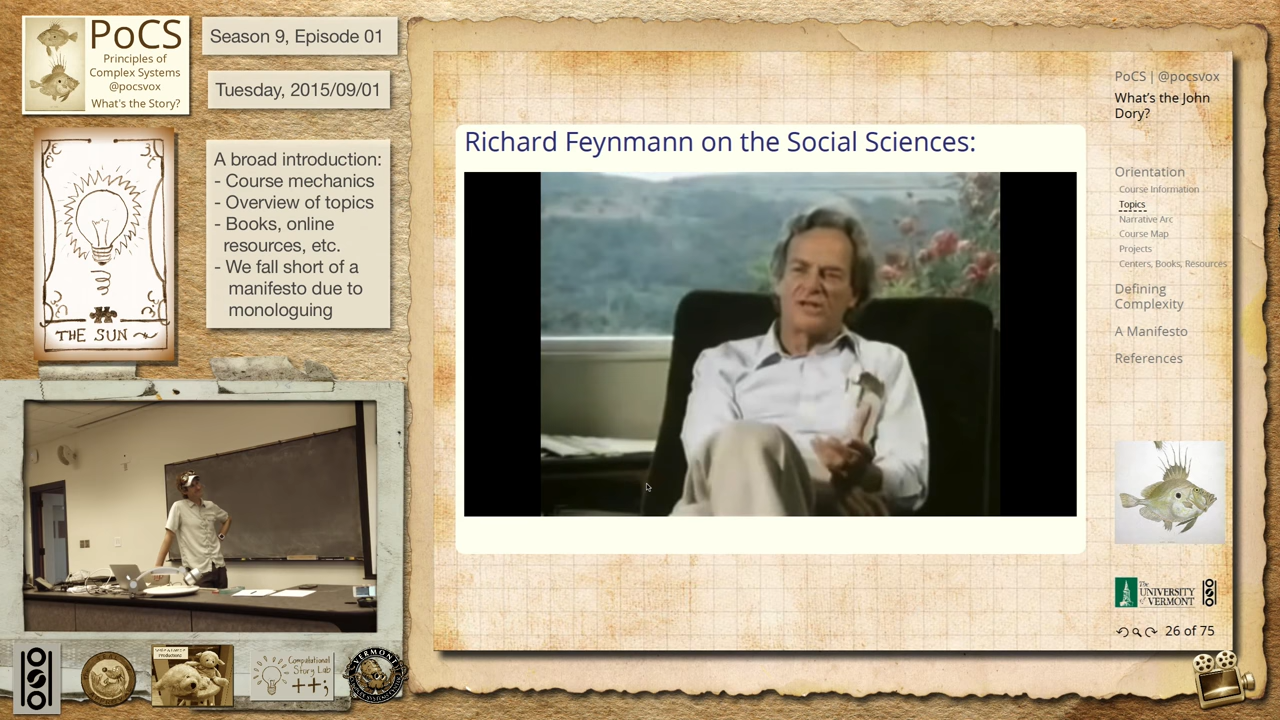 PoCS
Principles of
Complex Systems
@pocsvox
What's the Story?
Season 9, Episode 01
Tuesday, 2015/09/01
THE SUN
A broad introduction:
- Course mechanics
- Overview of topics
- Books, online
resources, etc.
- We fall short of a
manifesto due to
monologuing
Richard Feynmann on the Social Sciences:
PoCS | @pocsvox
What's the John
Dory?
Orientation
Course Information
Topics
Narrative Arc
Course Map
Projects
Centers, Books, Resources
Defining
Complexity
A Manifesto
References
The
UNIVERSITY
of VERMONT
26 of 75
Computational
Story Lab
++;
VERMONT